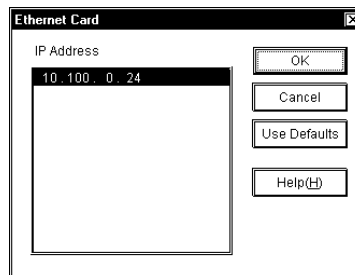 Ethernet Card
IP Address
10.100. 0. 24
OK
Cancel
Use Defaults
Help(H)